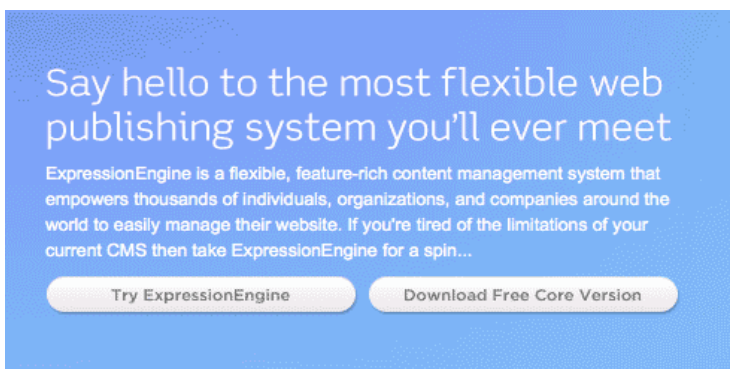 Say hello to the most flexible web
publishing system you'll ever meet
ExpressionEngine is a flexible, feature-rich content management system that
empowers thousands of individuals, organizations, and companies around the
world to easily manage their website. If you're tired of the limitations of your
current CMS then take ExpressionEngine for a spin...
Try ExpressionEngine
Download Free Core Version